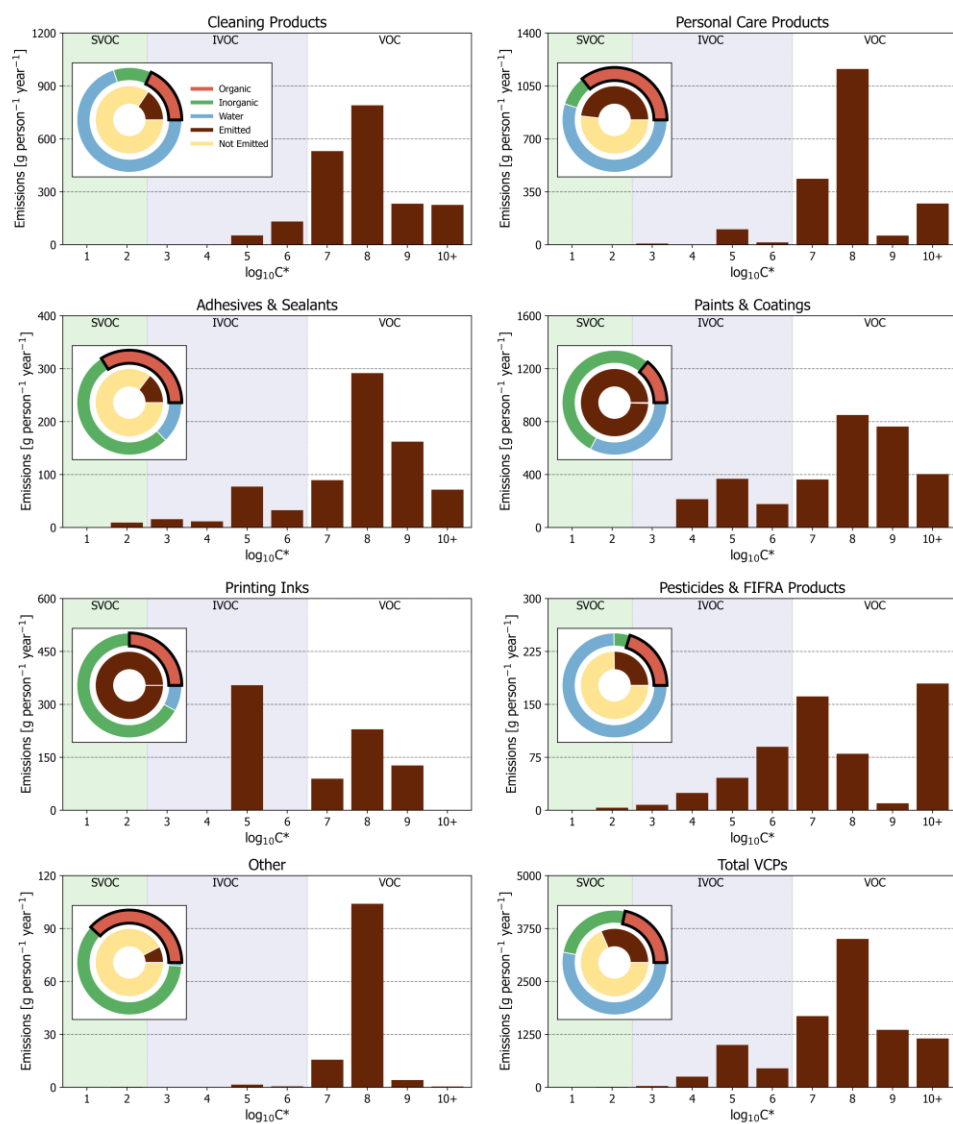 Cleaning Products
SVOC IVOC VOC
Organic
Inorganic
Water
Emitted
Not Emitted
Emissions [g person⁻¹ year⁻¹]
1200
900
600
300
0
1 2 3 4 5 6 7 8 9 10+
log₁₀C*
Personal Care Products
SVOC IVOC VOC
Emissions [g person⁻¹ year⁻¹]
1400
1050
700
350
0
1 2 3 4 5 6 7 8 9 10+
log₁₀C*
Adhesives & Sealants
SVOC IVOC VOC
Emissions [g person⁻¹ year⁻¹]
400
300
200
100
0
1 2 3 4 5 6 7 8 9 10+
log₁₀C*
Paints & Coatings
SVOC IVOC VOC
Emissions [g person⁻¹ year⁻¹]
1600
1200
800
400
0
1 2 3 4 5 6 7 8 9 10+
log₁₀C*
Printing Inks
SVOC IVOC VOC
Emissions [g person⁻¹ year⁻¹]
600
450
300
150
0
1 2 3 4 5 6 7 8 9 10+
log₁₀C*
Pesticides & FIFRA Products
SVOC IVOC VOC
Emissions [g person⁻¹ year⁻¹]
300
225
150
75
0
1 2 3 4 5 6 7 8 9 10+
log₁₀C*
Other
SVOC IVOC VOC
Emissions [g person⁻¹ year⁻¹]
120
90
60
30
0
1 2 3 4 5 6 7 8 9 10+
log₁₀C*
Total VCPs
SVOC IVOC VOC
Emissions [g person⁻¹ year⁻¹]
5000
3750
2500
1250
0
1 2 3 4 5 6 7 8 9 10+
log₁₀C*